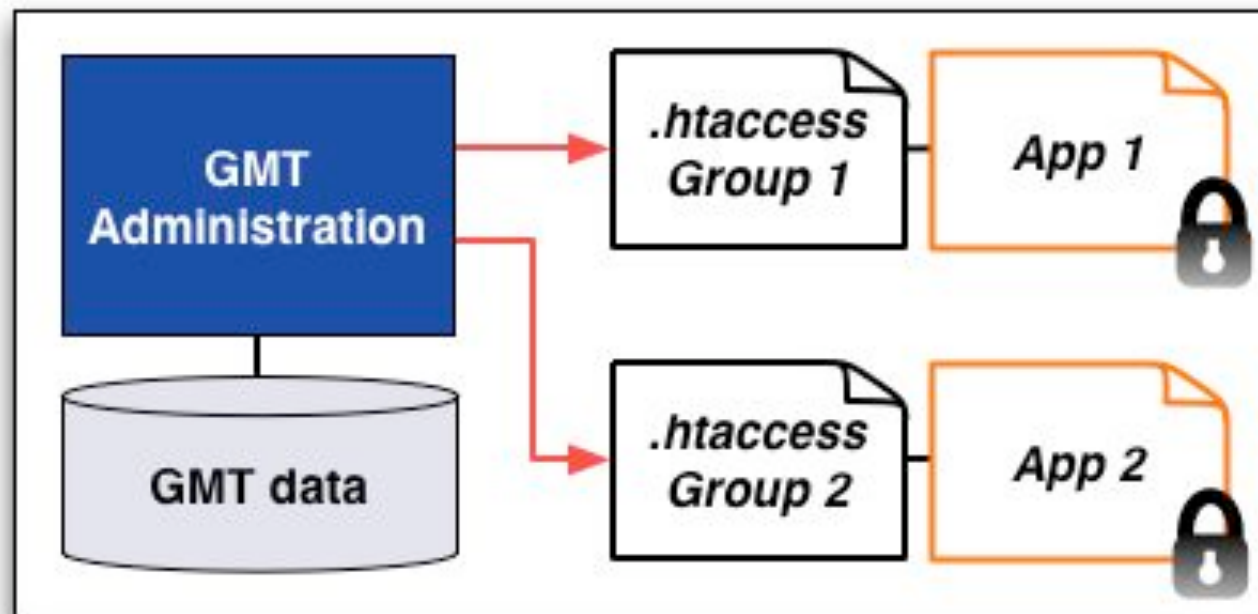 GMT
Administration
GMT data
.htaccess
Group 1
App 1
.htaccess
Group 2
App 2